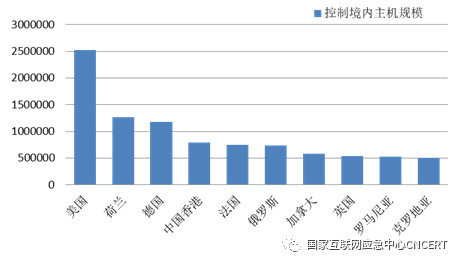 控制境内主机规模
3000000
2500000
2000000
1500000
1000000
500000
0
美国
荷兰
德国
中国香港
法国
俄罗斯
加拿大
英国
罗马尼亚
克罗地亚
国家互联网应急中心CNCERT